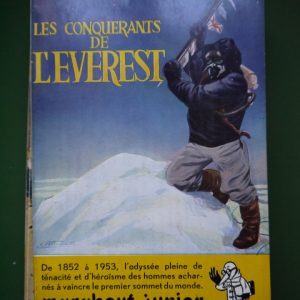 LES CONQUERANTS
DE
L'EVEREST
De 1852 à 1953, l'odyssée pleine de
ténacité et d'héroïsme des hommes achar-
nés à vaincre le premier sommet du monde.
marabout junior